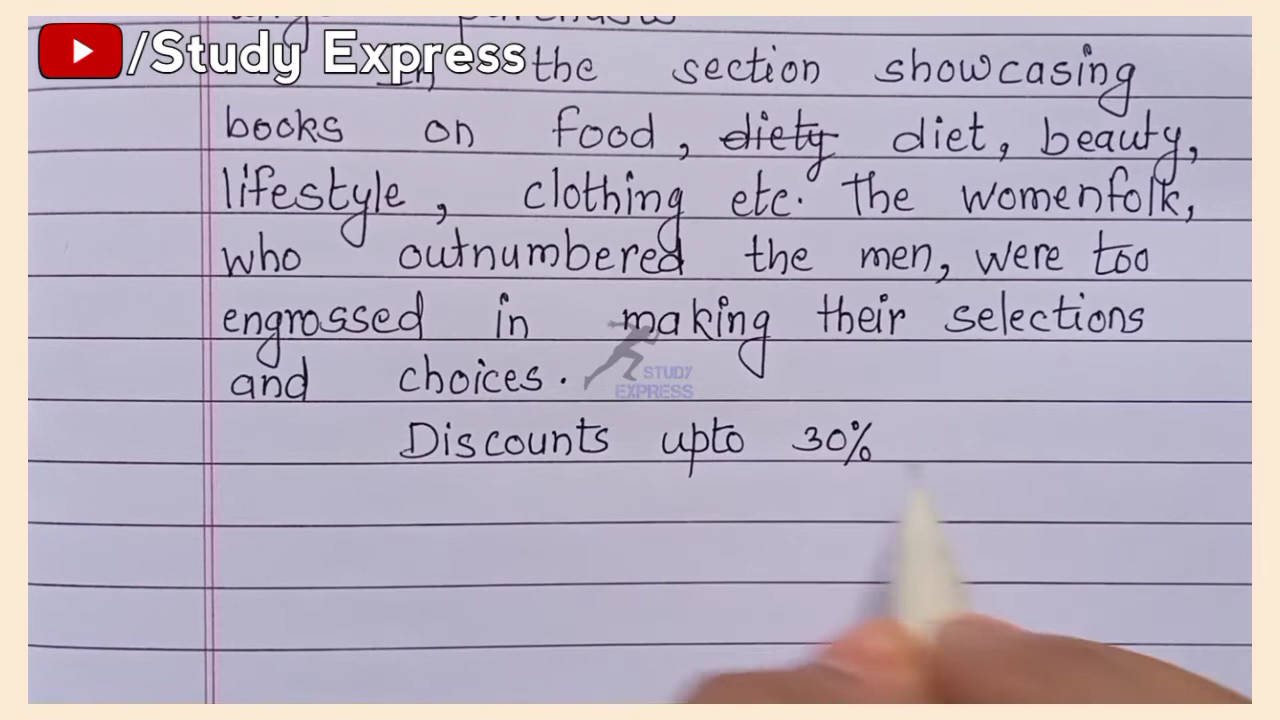 /Study Express
In the section showcasing
books on food, diety diet, beauty,
lifestyle, clothing etc. The womenfolk,
who outnumbered the men, were too
engrossed in making their selections
and choices.
STUDY
EXPRESS
Discounts upto 30%